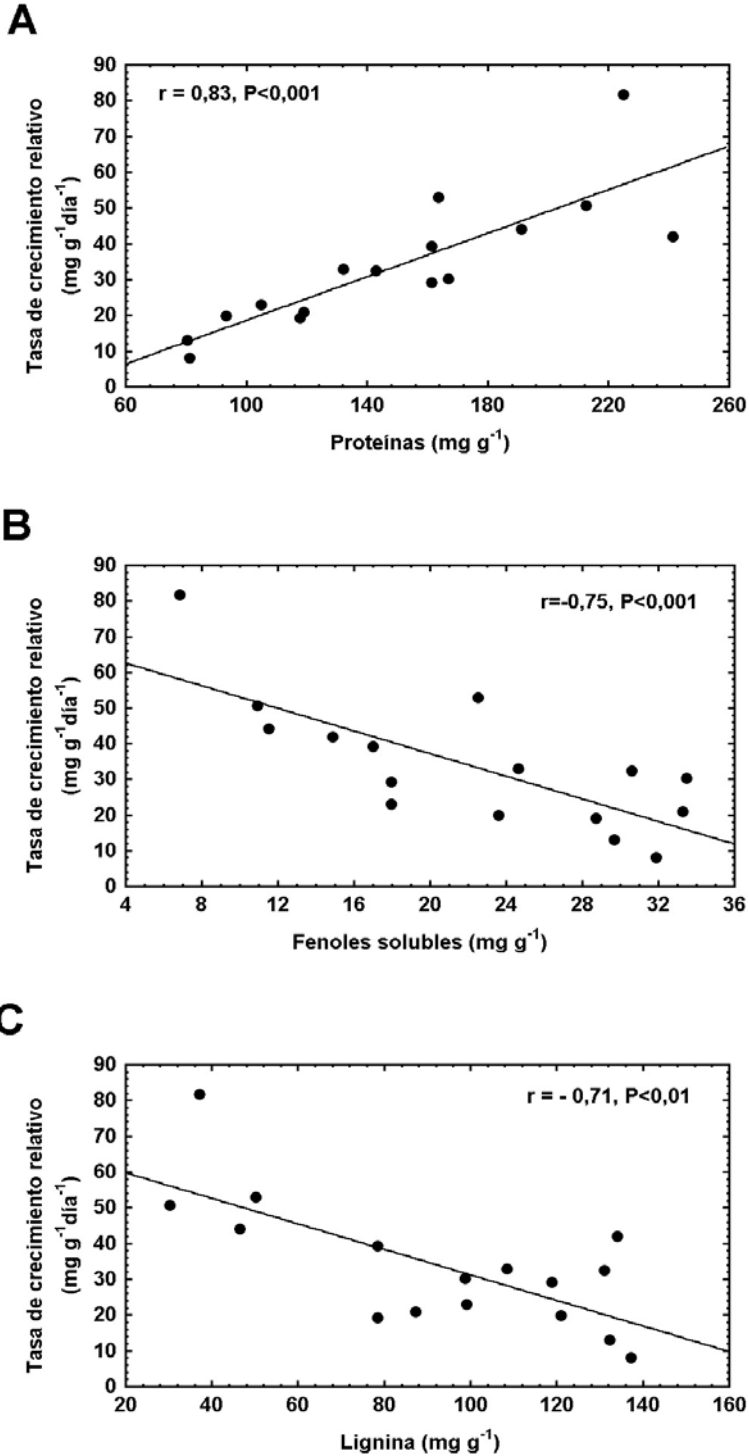 A
90
80
70
60
50
40
30
20
10
0
r = 0,83, P<0,001
Tasa de crecimiento relativo
(mg g⁻¹día⁻¹)
60 100 140 180 220 260
Proteínas (mg g⁻¹)
B
90
80
70
60
50
40
30
20
10
0
r=-0,75, P<0,001
Tasa de crecimiento relativo
(mg g⁻¹día⁻¹)
4 8 12 16 20 24 28 32 36
Fenoles solubles (mg g⁻¹)
C
90
80
70
60
50
40
30
20
10
0
r = - 0,71, P<0,01
Tasa de crecimiento relativo
(mg g⁻¹día⁻¹)
20 40 60 80 100 120 140 160
Lignina (mg g⁻¹)